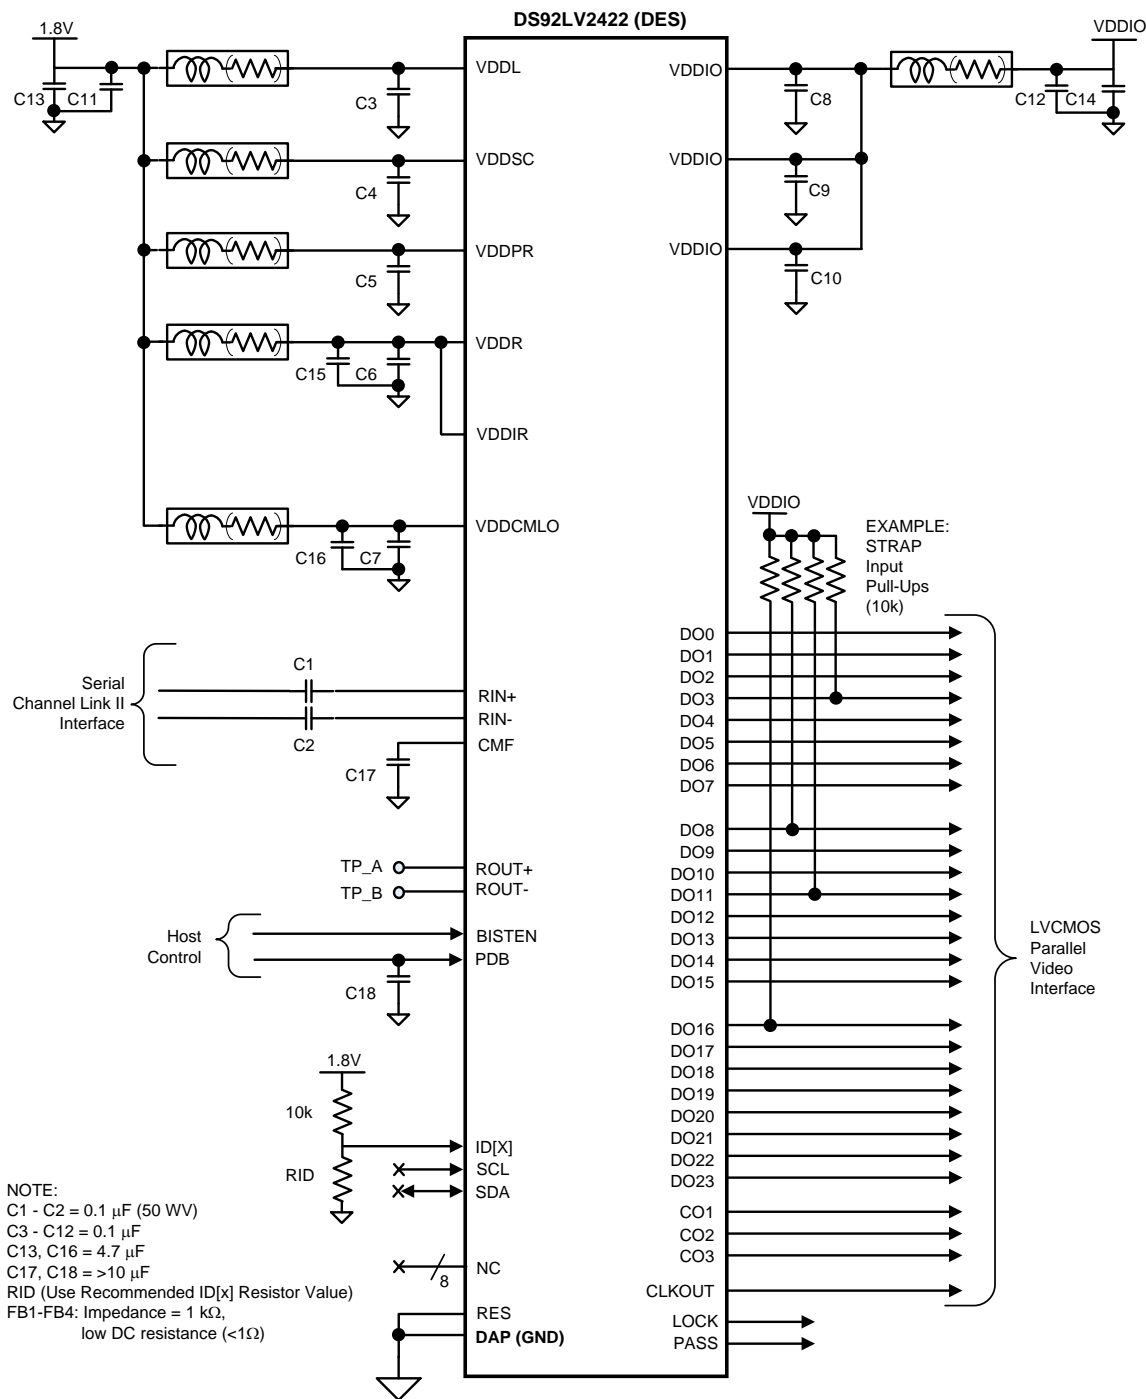 DS92LV2422 (DES)
1.8V
VDDIO
C13
C11
C3
VDDL
VDDIO
C8
C12
C14
C4
VDDSC
VDDIO
C9
C5
VDDPR
VDDIO
C10
C15
C6
VDDR
VDDIR
C16
C7
VDDCMLO
VDDIO
EXAMPLE:
STRAP
Input
Pull-Ups
(10k)
Serial
Channel Link II
Interface
C1
C2
RIN+
RIN-
C17
CMF
TP_A
ROUT+
TP_B
ROUT-
Host
Control
BISTEN
PDB
C18
1.8V
10k
RID
ID[X]
SCL
SDA
NC
8
RES
DAP (GND)
DO0
DO1
DO2
DO3
DO4
DO5
DO6
DO7
DO8
DO9
DO10
DO11
DO12
DO13
DO14
DO15
DO16
DO17
DO18
DO19
DO20
DO21
DO22
DO23
CO1
CO2
CO3
CLKOUT
LOCK
PASS
LVCMOS
Parallel
Video
Interface
NOTE:
C1 - C2 = 0.1 μF (50 WV)
C3 - C12 = 0.1 μF
C13, C16 = 4.7 μF
C17, C18 = >10 μF
RID (Use Recommended ID[x] Resistor Value)
FB1-FB4: Impedance = 1 kΩ,
low DC resistance (<1Ω)